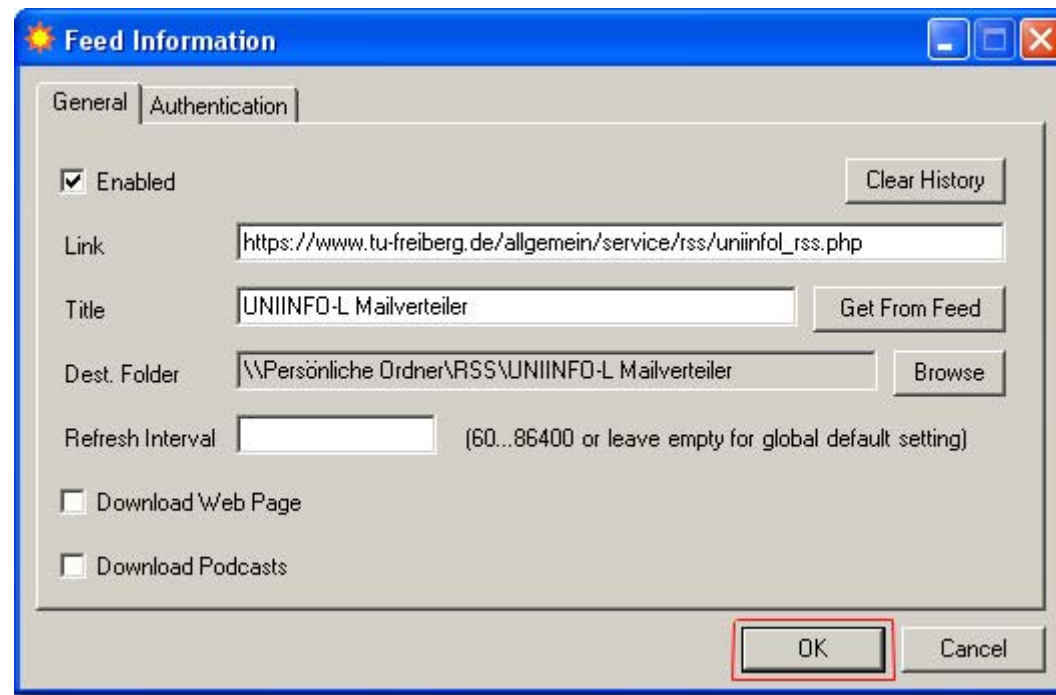 Feed Information
General Authentication
Enabled Clear History
Link https://www.tu-freiberg.de/allgemein/service/rss/uniinfol_rss.php
Title UNIINFO-L Mailverteiler Get From Feed
Dest. Folder \\Persönliche Ordner\RSS\UNIINFO-L Mailverteiler Browse
Refresh Interval (60...86400 or leave empty for global default setting)
Download Web Page
Download Podcasts
OK Cancel